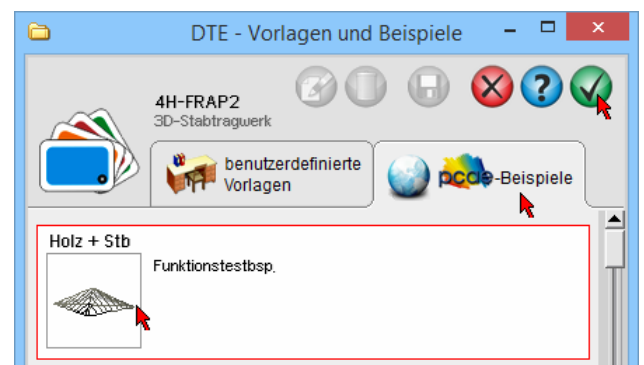 DTE - Vorlagen und Beispiele
4H-FRAP2
3D-Stabtragwerk
benutzerdefinierte
Vorlagen
pcae-Beispiele
Holz + Stb
Funktionstestbsp.